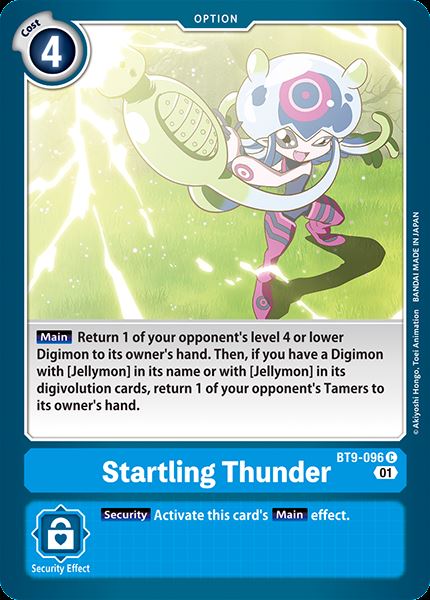 OPTION
Cost
4
Main Return 1 of your opponent's level 4 or lower
Digimon to its owner's hand. Then, if you have a Digimon
with [Jellymon] in its name or with [Jellymon] in its
digivolution cards, return 1 of your opponent's Tamers to
its owner's hand.
© Akiyoshi Hongo, Toei Animation BANDAI MADE IN JAPAN
BT9-096 C
Startling Thunder
01
Security Activate this card's Main effect.
Security Effect